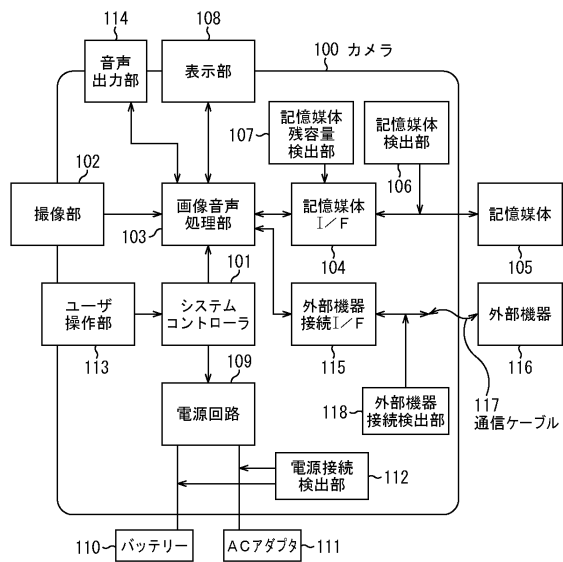 114
108
100 カメラ
音声
出力部
表示部
107
記憶媒体
残容量
検出部
記憶媒体
検出部
106
102
撮像部
画像音声
処理部
103
記憶媒体
I/F
104
記憶媒体
105
101
ユーザ
操作部
113
システム
コントローラ
外部機器
接続I/F
115
外部機器
116
109
電源回路
118
外部機器
接続検出部
117
通信ケーブル
電源接続
検出部
112
110
バッテリー
ACアダプタ
111